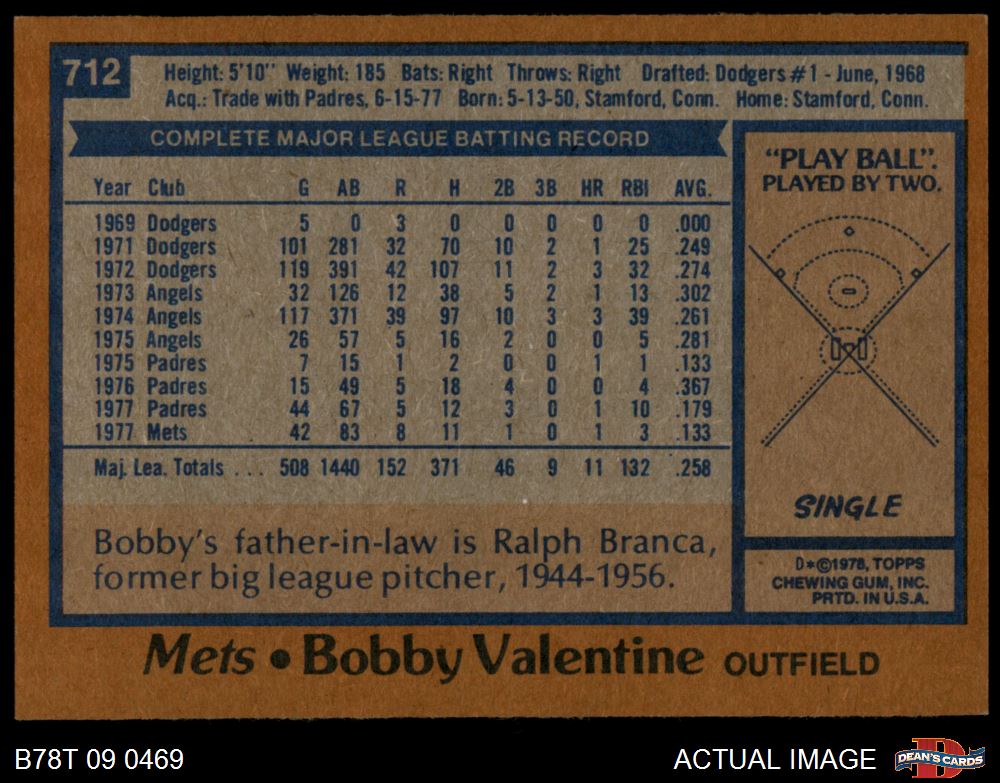 712
Height: 5'10" Weight: 185 Bats: Right Throws: Right Drafted: Dodgers #1 - June, 1968
Acq.: Trade with Padres, 6-15-77 Born: 5-13-50, Stamford, Conn. Home: Stamford, Conn.
COMPLETE MAJOR LEAGUE BATTING RECORD
Year Club G AB R H 2B 3B HR RBI AVG.
1969 Dodgers 5 0 3 0 0 0 0 0 .000
1971 Dodgers 101 281 32 70 10 2 1 25 .249
1972 Dodgers 119 391 42 107 11 2 3 32 .274
1973 Angels 32 126 12 38 5 2 1 13 .302
1974 Angels 117 371 39 97 10 3 3 39 .261
1975 Angels 26 57 5 16 2 0 0 5 .281
1975 Padres 7 15 1 2 0 0 1 1 .133
1976 Padres 15 49 5 18 4 0 0 4 .367
1977 Padres 44 67 5 12 3 0 1 10 .179
1977 Mets 42 83 8 11 1 0 1 3 .133
Maj. Lea. Totals . . . 508 1440 152 371 46 9 11 132 .258
Bobby's father-in-law is Ralph Branca,
former big league pitcher, 1944-1956.
"PLAY BALL".
PLAYED BY TWO.
SINGLE
D*©1978, TOPPS
CHEWING GUM, INC.
PRTD. IN U.S.A.
Mets • Bobby Valentine OUTFIELD
B78T 09 0469 ACTUAL IMAGE
DEAN'S CARDS